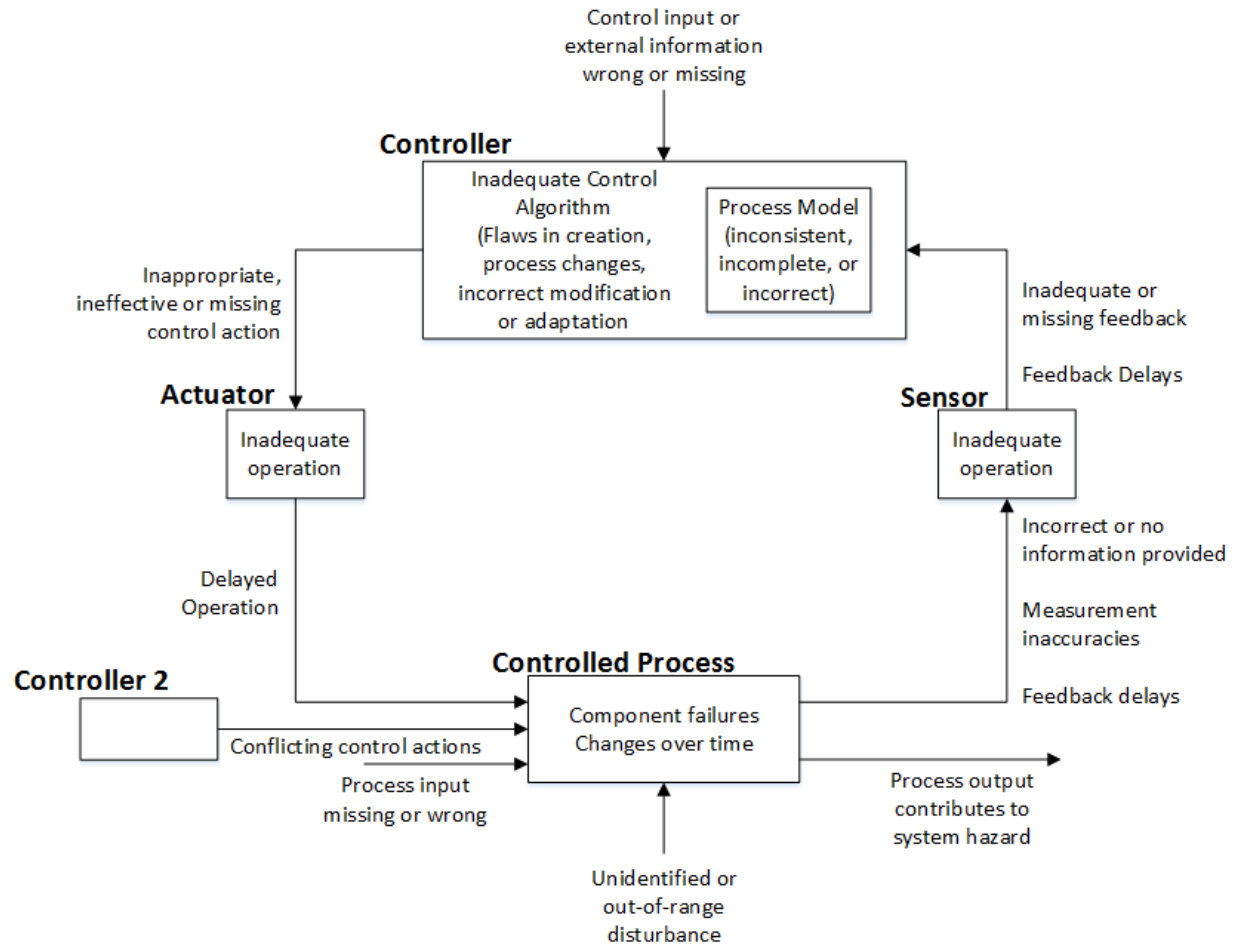 Control input or
external information
wrong or missing
Controller
Inadequate Control
Algorithm
(Flaws in creation,
process changes,
incorrect modification
or adaptation
Process Model
(inconsistent,
incomplete, or
incorrect)
Inappropriate,
ineffective or missing
control action
Inadequate or
missing feedback
Feedback Delays
Actuator
Inadequate
operation
Sensor
Inadequate
operation
Delayed
Operation
Incorrect or no
information provided
Measurement
inaccuracies
Feedback delays
Controller 2
Controlled Process
Component failures
Changes over time
Conflicting control actions
Process input
missing or wrong
Process output
contributes to
system hazard
Unidentified or
out-of-range
disturbance